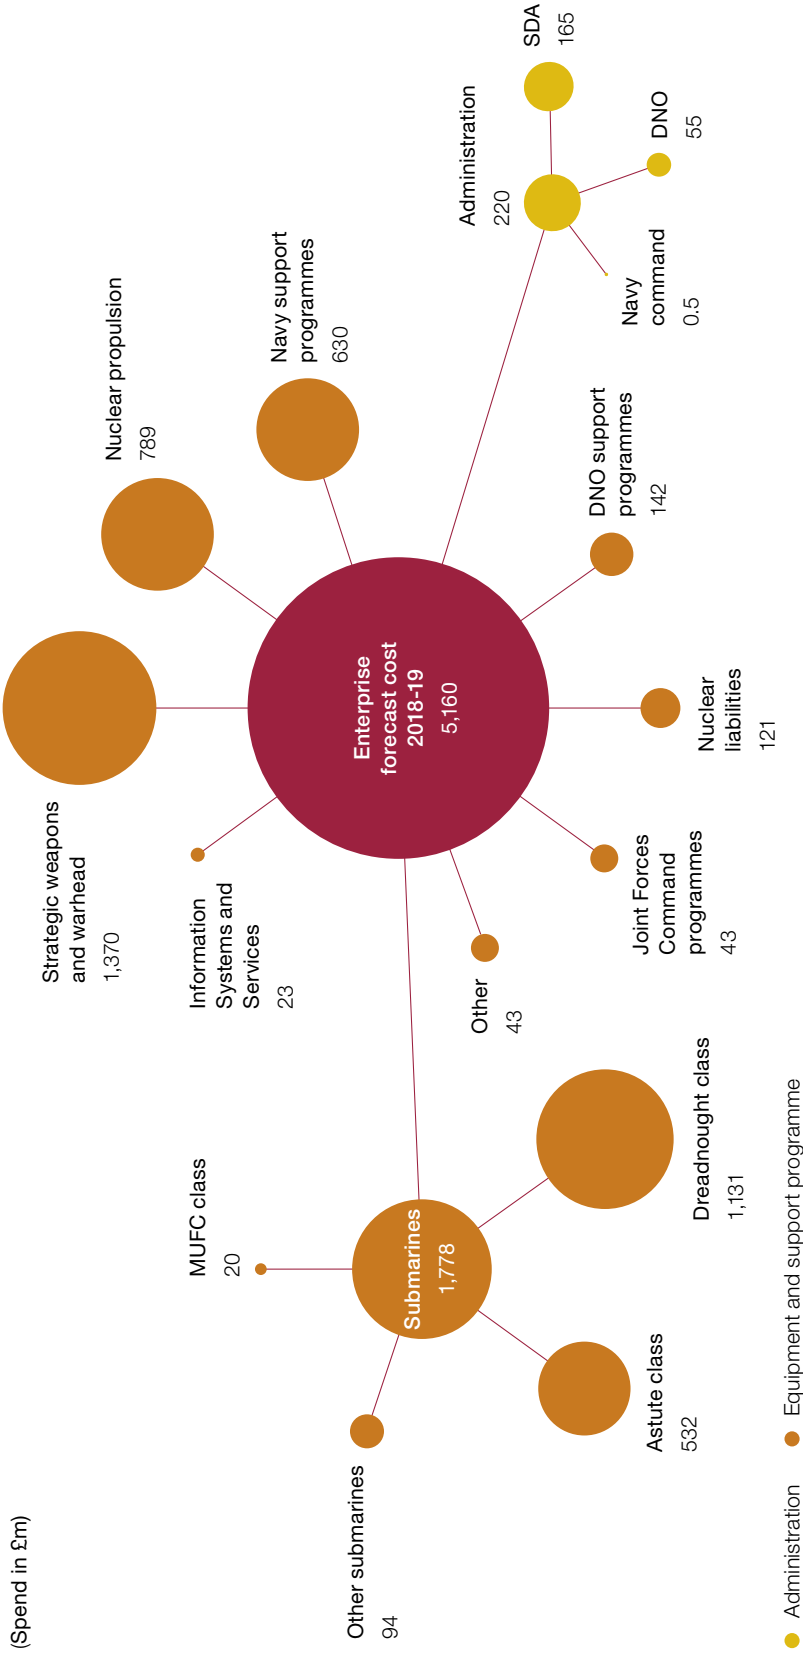 (Spend in £m)
Strategic weapons
and warhead
1,370
Nuclear propulsion
789
Navy support
programmes
630
Information
Systems and
Services
23
Enterprise
forecast cost
2018-19
5,160
Administration
220
SDA
165
DNO
55
Navy
command
0.5
MUFC class
20
Submarines
1,778
Other submarines
94
Astute class
532
Dreadnought class
1,131
Other
43
Joint Forces
Command
programmes
43
Nuclear
liabilities
121
DNO support
programmes
142
Administration
Equipment and support programme